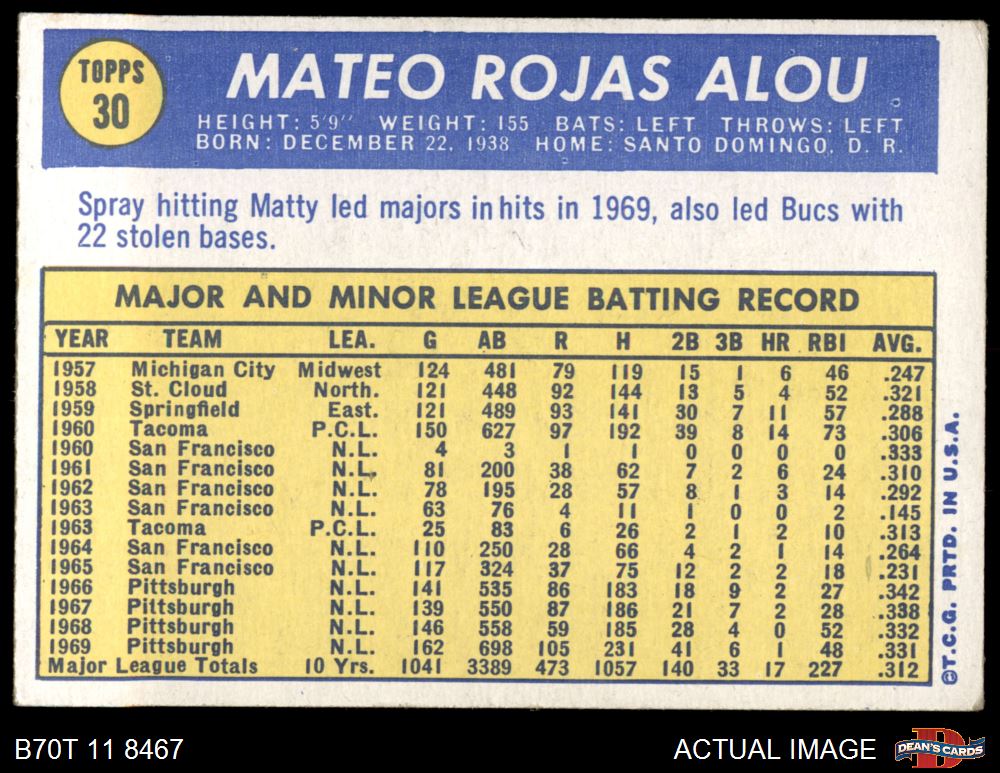 TOPPS
30
MATEO ROJAS ALOU
HEIGHT: 5'9" WEIGHT: 155 BATS: LEFT THROWS: LEFT
BORN: DECEMBER 22, 1938 HOME: SANTO DOMINGO, D. R.
Spray hitting Matty led majors in hits in 1969, also led Bucs with
22 stolen bases.
MAJOR AND MINOR LEAGUE BATTING RECORD
YEAR TEAM LEA. G AB R H 2B 3B HR RBI AVG.
1957 Michigan City Midwest 124 481 79 119 15 1 6 46 .247
1958 St. Cloud North. 121 448 92 144 13 5 4 52 .321
1959 Springfield East. 121 489 93 141 30 7 11 57 .288
1960 Tacoma P.C.L. 150 627 97 192 39 8 14 73 .306
1960 San Francisco N.L. 4 3 1 1 0 0 0 0 .333
1961 San Francisco N.L. 81 200 38 62 7 2 6 24 .310
1962 San Francisco N.L. 78 195 28 57 8 1 3 14 .292
1963 San Francisco N.L. 63 76 4 11 1 0 0 2 .145
1963 Tacoma P.C.L. 25 83 6 26 2 1 2 10 .313
1964 San Francisco N.L. 110 250 28 66 4 2 1 14 .264
1965 San Francisco N.L. 117 324 37 75 12 2 2 18 .231
1966 Pittsburgh N.L. 141 535 86 183 18 9 2 27 .342
1967 Pittsburgh N.L. 139 550 87 186 21 7 2 28 .338
1968 Pittsburgh N.L. 146 558 59 185 28 4 0 52 .332
1969 Pittsburgh N.L. 162 698 105 231 41 6 1 48 .331
Major League Totals 10 Yrs. 1041 3389 473 1057 140 33 17 227 .312
©T.C.G. PRTD. IN U.S.A.
B70T 11 8467
ACTUAL IMAGE
D
DEAN'S CARDS